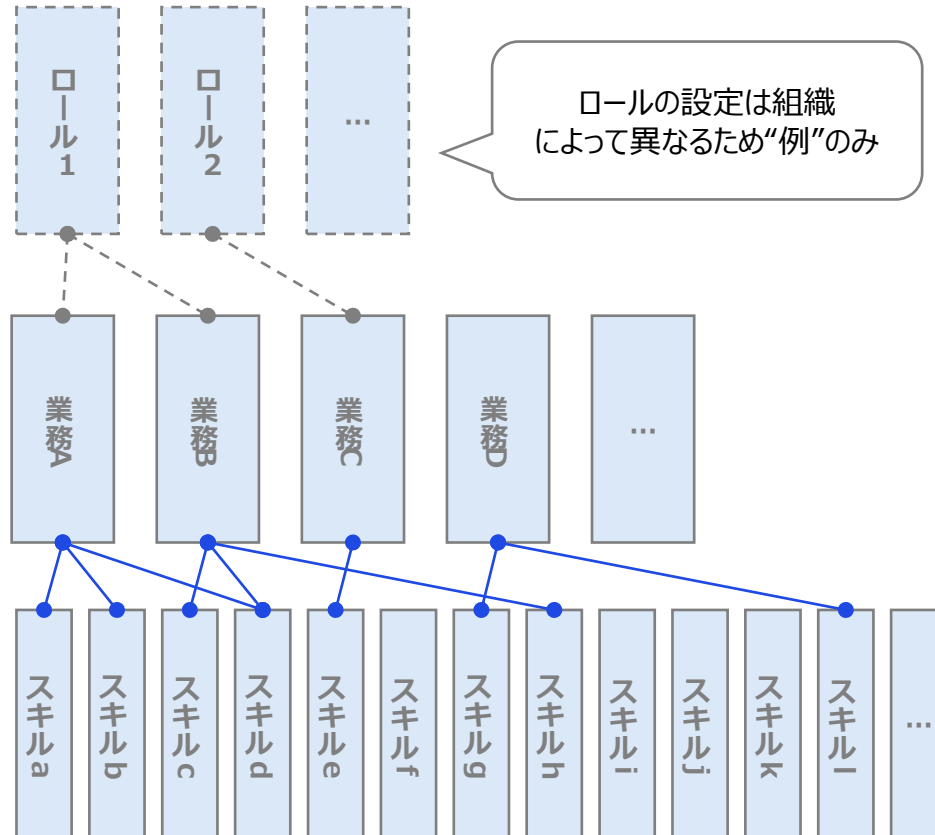 ロール1
ロール2
…
ロールの設定は組織
によって異なるため“例”のみ
業務A
業務B
業務C
業務D
…
スキルa
スキルb
スキルc
スキルd
スキルe
スキルf
スキルg
スキルh
スキルi
スキルj
スキルk
スキルl
…